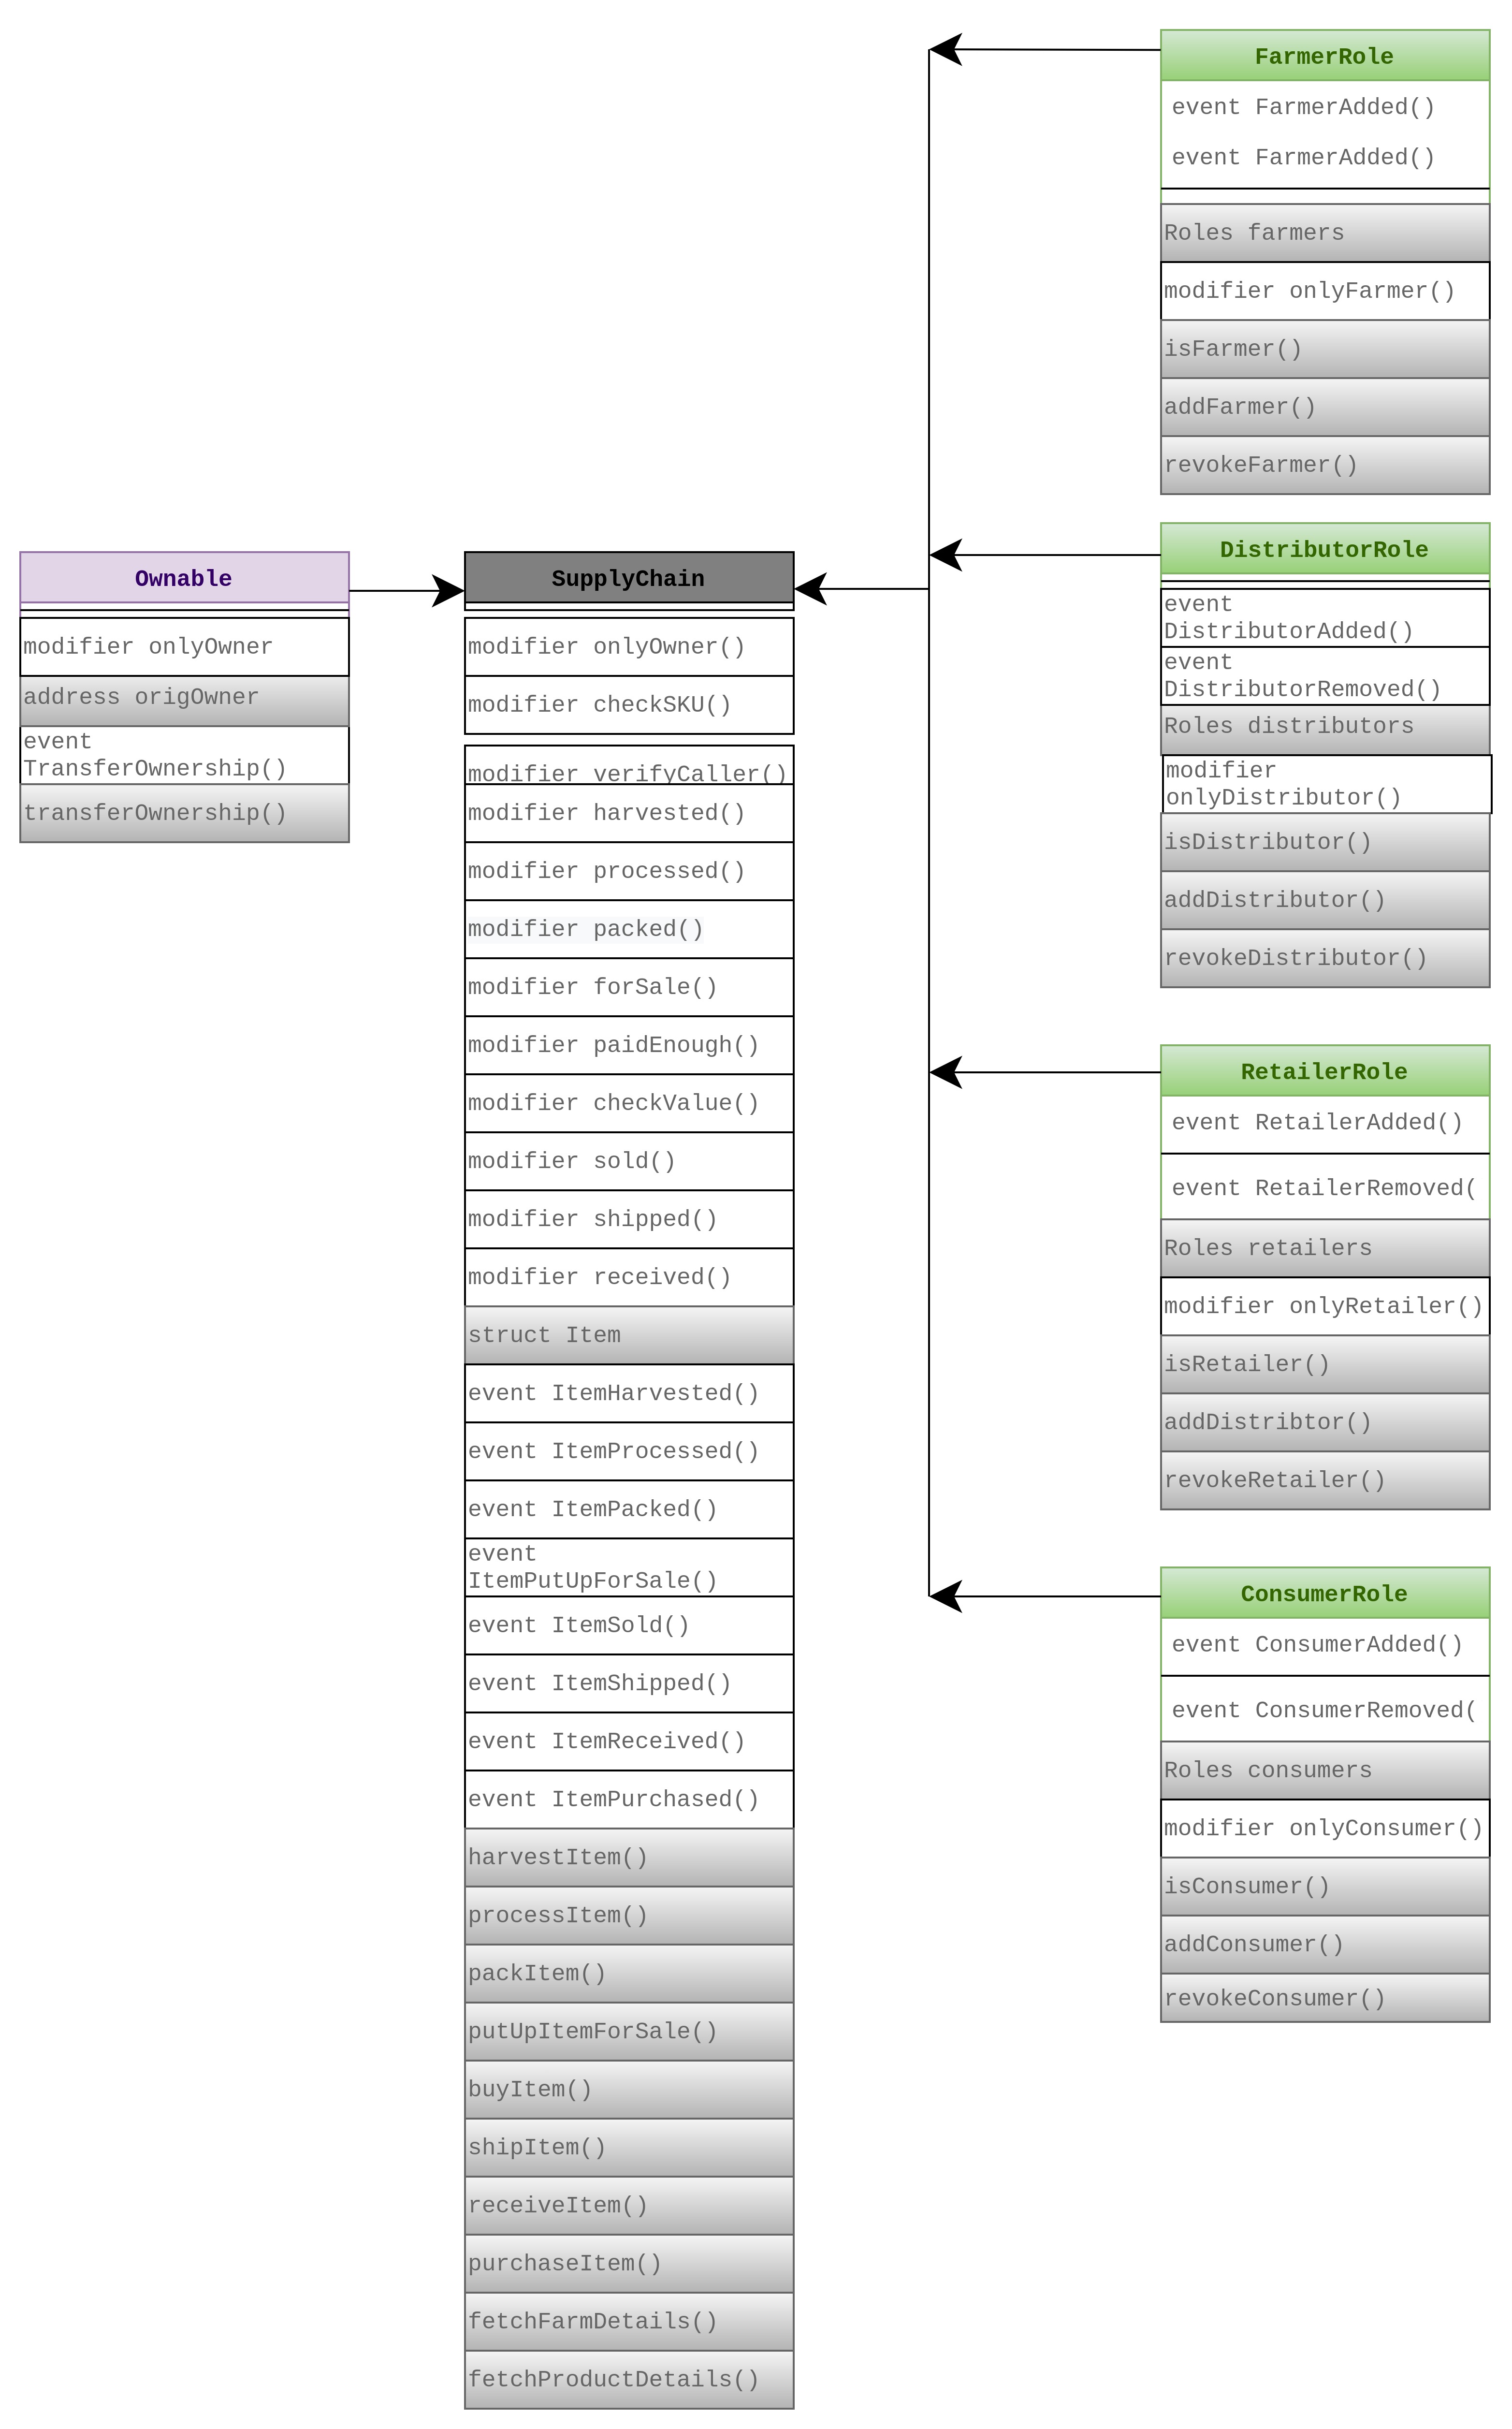 Ownable
modifier onlyOwner
address origOwner
event
TransferOwnership()
transferOwnership()
SupplyChain
modifier onlyOwner()
modifier checkSKU()
modifier verifyCaller()
modifier harvested()
modifier processed()
modifier packed()
modifier forSale()
modifier paidEnough()
modifier checkValue()
modifier sold()
modifier shipped()
modifier received()
struct Item
event ItemHarvested()
event ItemProcessed()
event ItemPacked()
event
ItemPutUpForSale()
event ItemSold()
event ItemShipped()
event ItemReceived()
event ItemPurchased()
harvestItem()
processItem()
packItem()
putUpItemForSale()
buyItem()
shipItem()
receiveItem()
purchaseItem()
fetchFarmDetails()
fetchProductDetails()
FarmerRole
event FarmerAdded()
event FarmerAdded()
Roles farmers
modifier onlyFarmer()
isFarmer()
addFarmer()
revokeFarmer()
DistributorRole
event
DistributorAdded()
event
DistributorRemoved()
Roles distributors
modifier
onlyDistributor()
isDistributor()
addDistributor()
revokeDistributor()
RetailerRole
event RetailerAdded()
event RetailerRemoved(
Roles retailers
modifier onlyRetailer()
isRetailer()
addDistribtor()
revokeRetailer()
ConsumerRole
event ConsumerAdded()
event ConsumerRemoved(
Roles consumers
modifier onlyConsumer()
isConsumer()
addConsumer()
revokeConsumer()